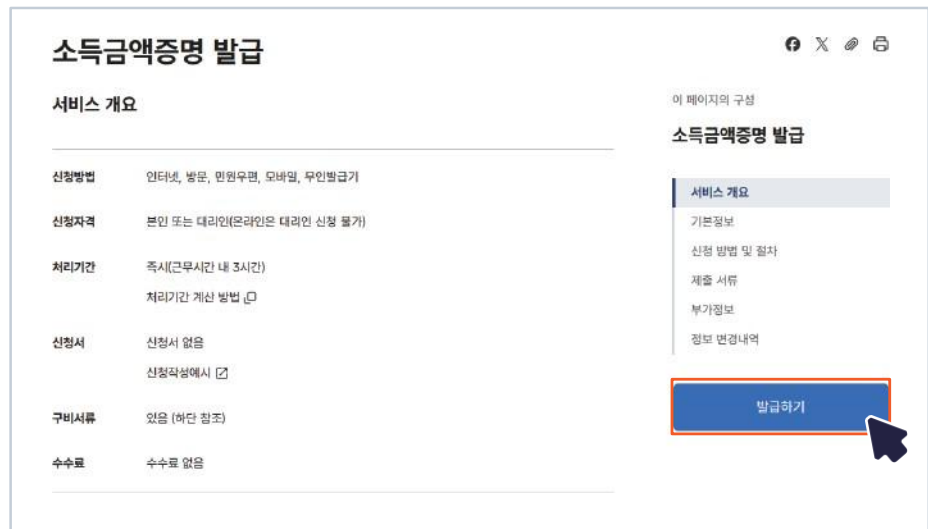 소득금액증명 발급
서비스 개요
신청방법 인터넷, 방문, 민원우편, 모바일, 무인발급기
신청자격 본인 또는 대리인(온라인은 대리인 신청 불가)
처리기간 즉시(근무시간 내 3시간)
처리기간 계산 방법
신청서 신청서 없음
신청작성예시
구비서류 있음 (하단 참조)
수수료 수수료 없음
이 페이지의 구성
소득금액증명 발급
서비스 개요
기본정보
신청 방법 및 절차
제출 서류
부가정보
정보 변경내역
발급하기